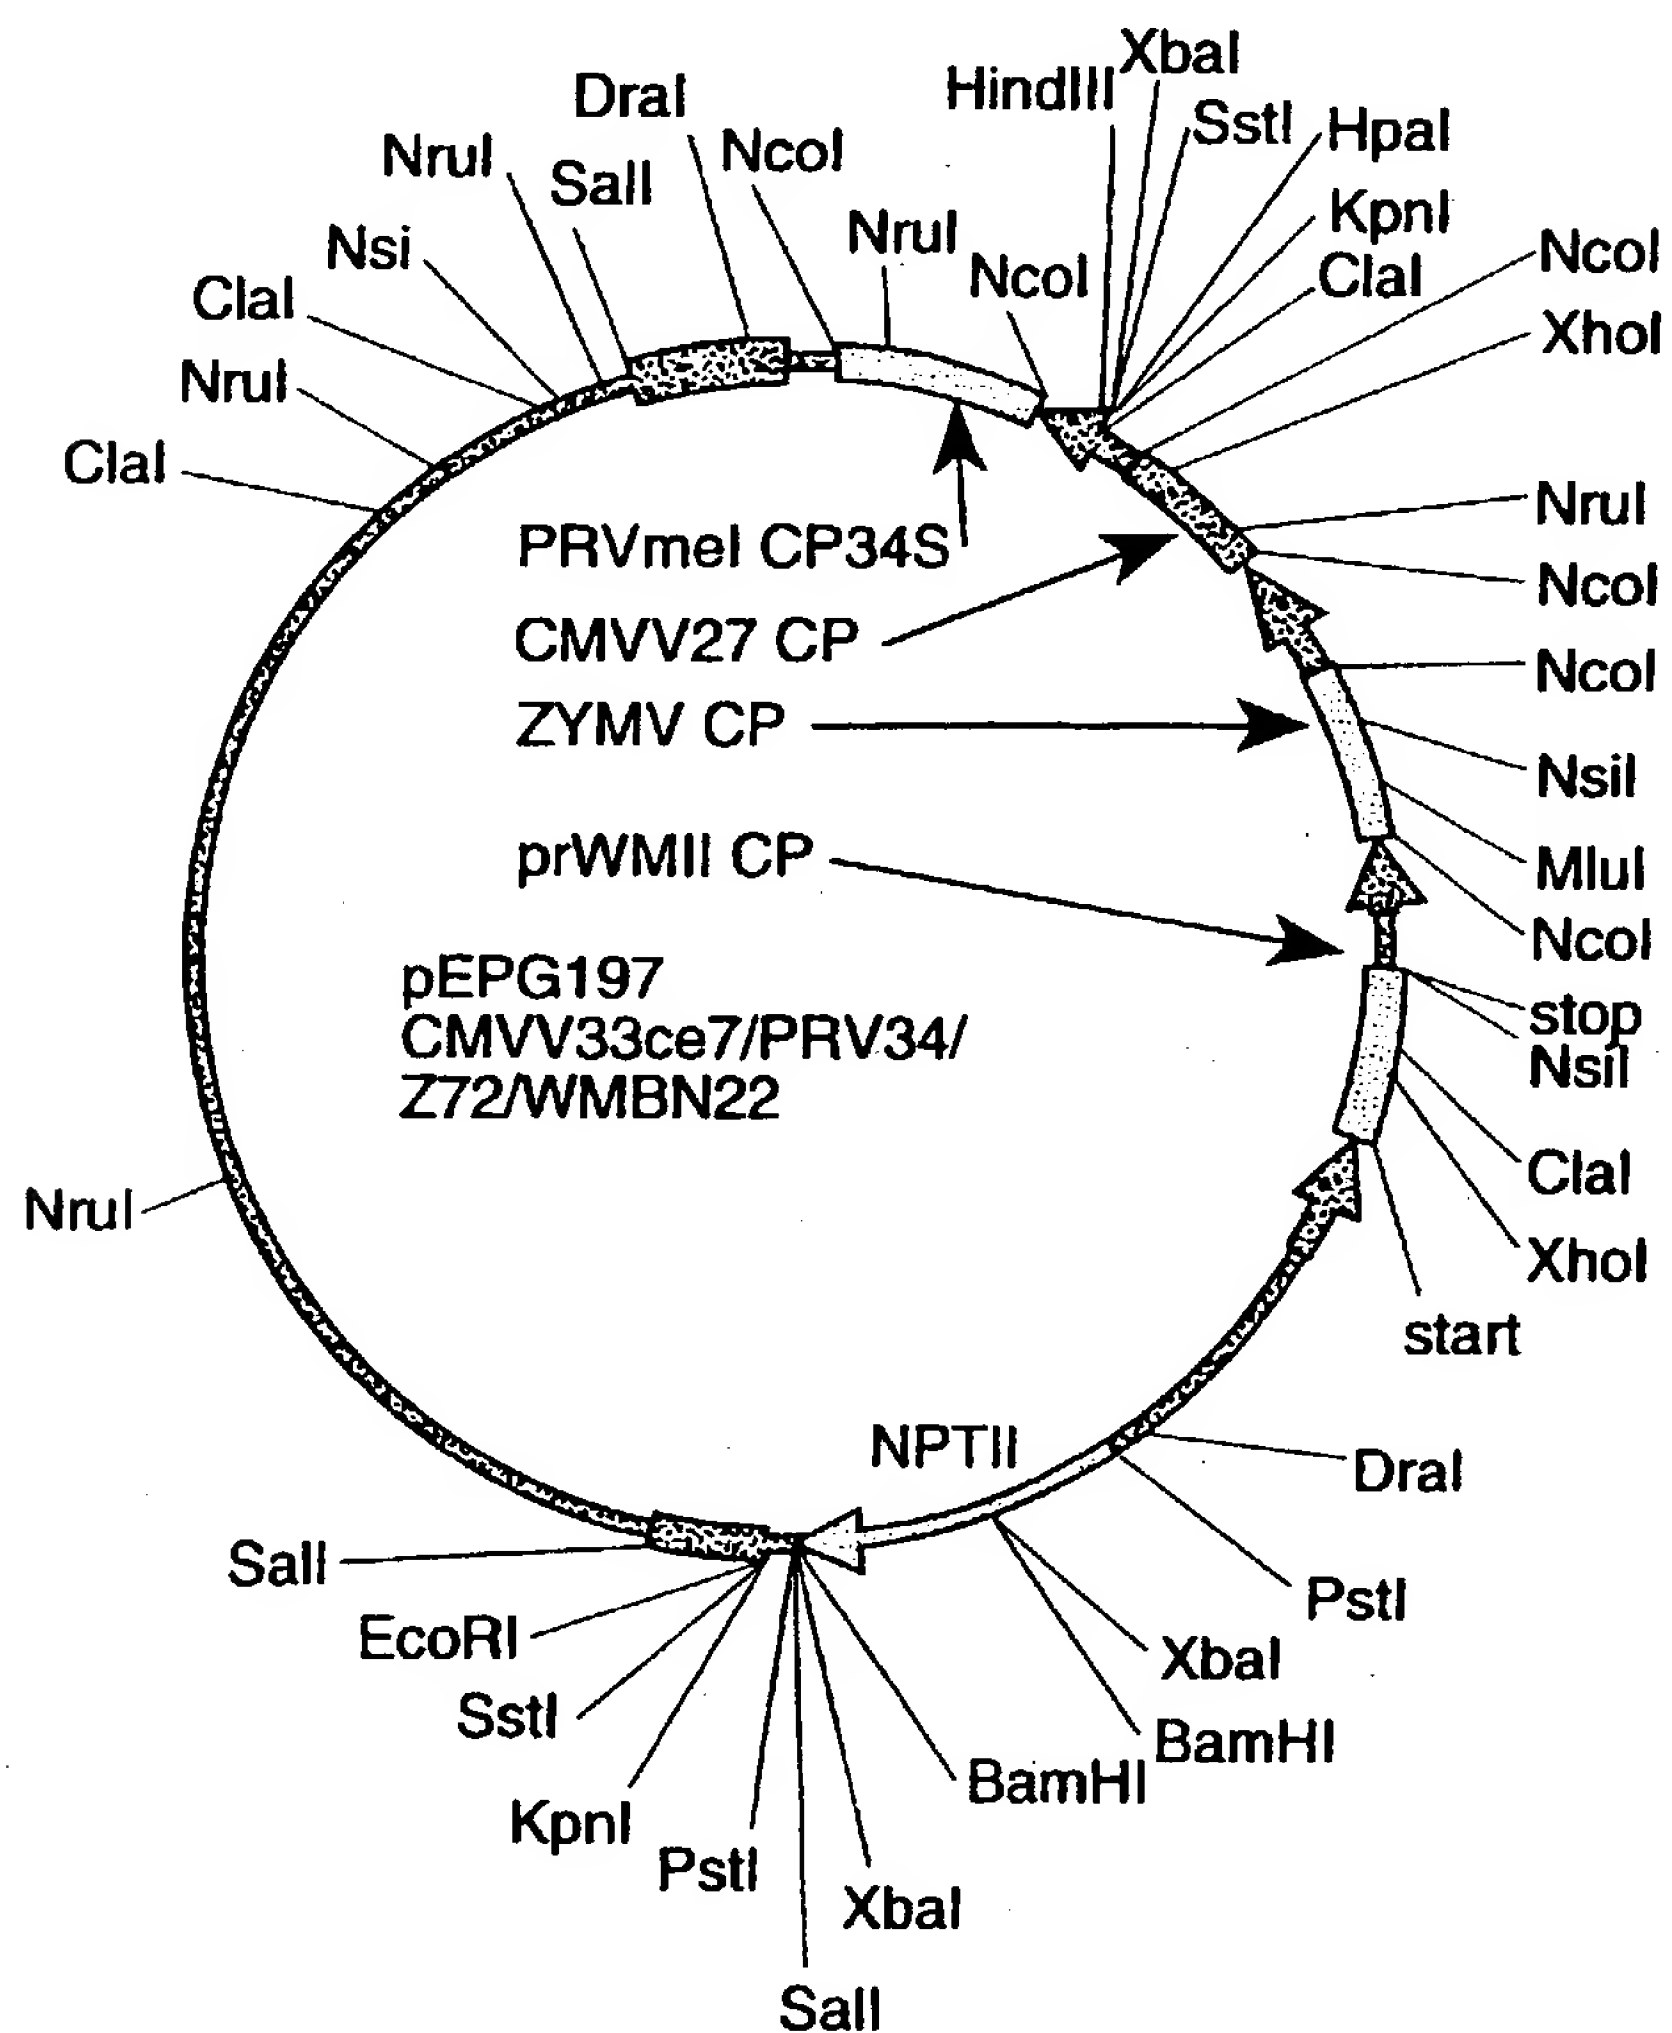 XbaI
HindIII
DraI
SstI
HpaI
NcoI
NruI
SalI
KpnI
NruI
Nsi
NcoI
NcoI
ClaI
ClaI
XhoI
NruI
ClaI
NruI
PRVmel CP34S
NcoI
CMVV27 CP
NcoI
ZYMV CP
NsiI
prWMII CP
MluI
NcoI
pEPG197
stop
CMVV33ce7/PRV34/
NsiI
Z72/WMBN22
ClaI
NruI
XhoI
start
NPTII
DraI
SalI
PstI
EcoRI
XbaI
SstI
BamHI
BamHI
KpnI
PstI
XbaI
SalI